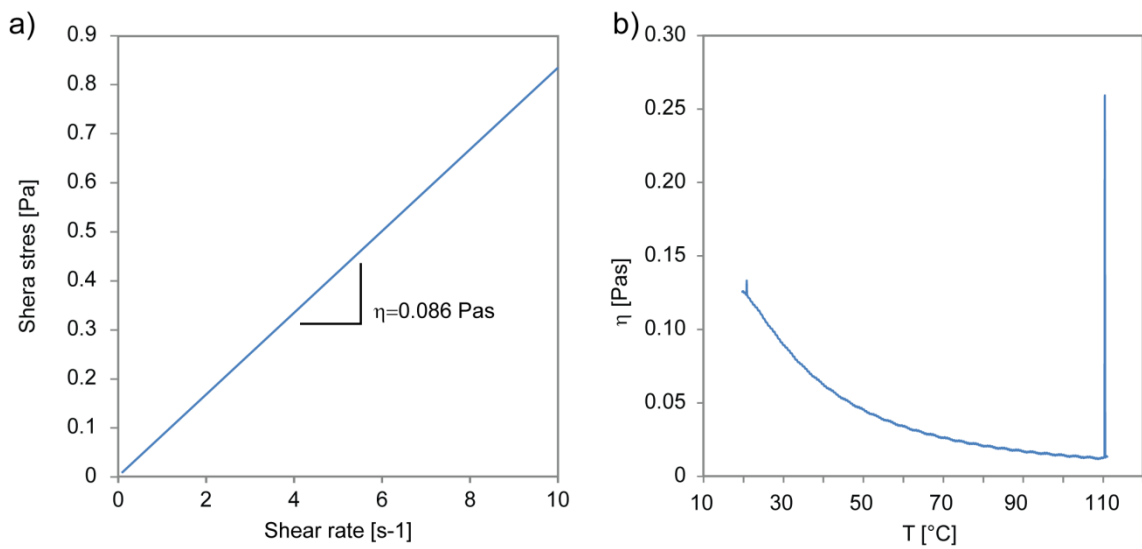 a)
Shera stres [Pa]
0.9
0.8
0.7
0.6
0.5
0.4
0.3
0.2
0.1
0
η=0.086 Pas
0 2 4 6 8 10
Shear rate [s-1]
b)
η [Pas]
0.30
0.25
0.20
0.15
0.10
0.05
0
10 30 50 70 90 110
T [°C]